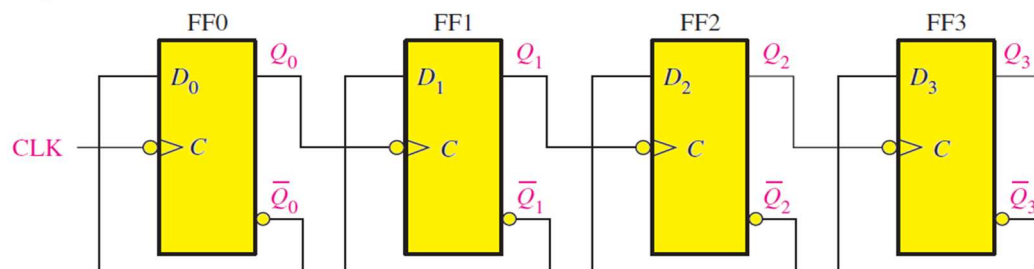 FF0 FF1 FF2 FF3
Q0 Q1 Q2 Q3
D0 D1 D2 D3
CLK C C C C
Q̅0 Q̅1 Q̅2 Q̅3